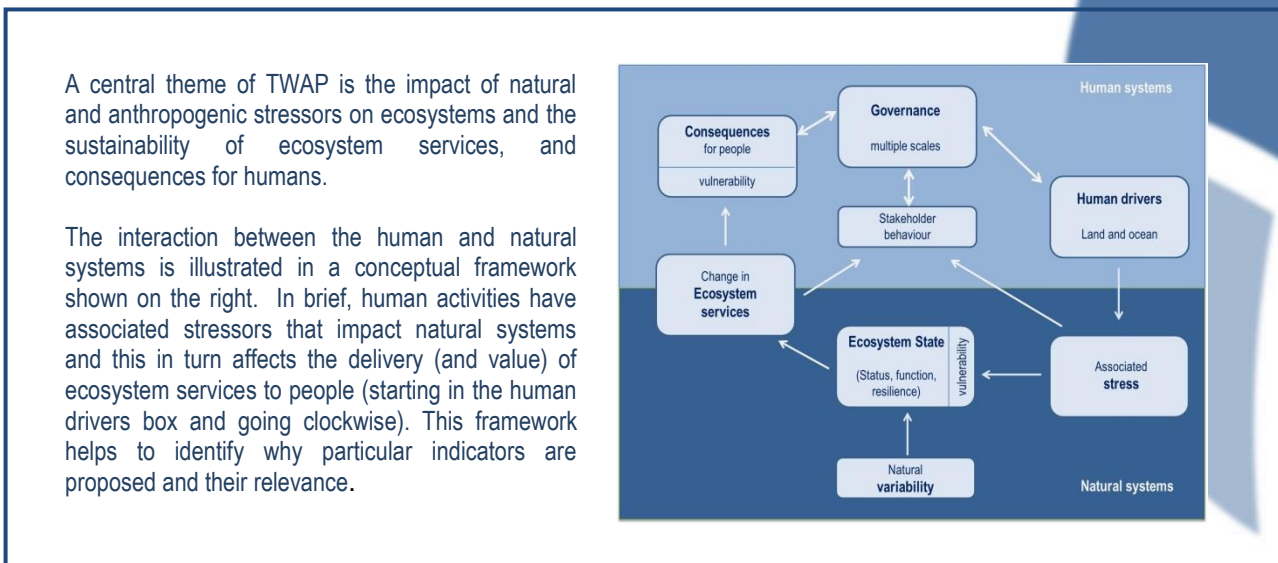 A central theme of TWAP is the impact of natural
and anthropogenic stressors on ecosystems and the
sustainability of ecosystem services, and
consequences for humans.
The interaction between the human and natural
systems is illustrated in a conceptual framework
shown on the right. In brief, human activities have
associated stressors that impact natural systems
and this in turn affects the delivery (and value) of
ecosystem services to people (starting in the human
drivers box and going clockwise). This framework
helps to identify why particular indicators are
proposed and their relevance.
Human systems
Governance
multiple scales
Consequences
for people
vulnerability
Human drivers
Land and ocean
Stakeholder
behaviour
Change in
Ecosystem
services
Ecosystem State
(Status, function,
resilience)
vulnerability
Associated
stress
Natural
variability
Natural systems